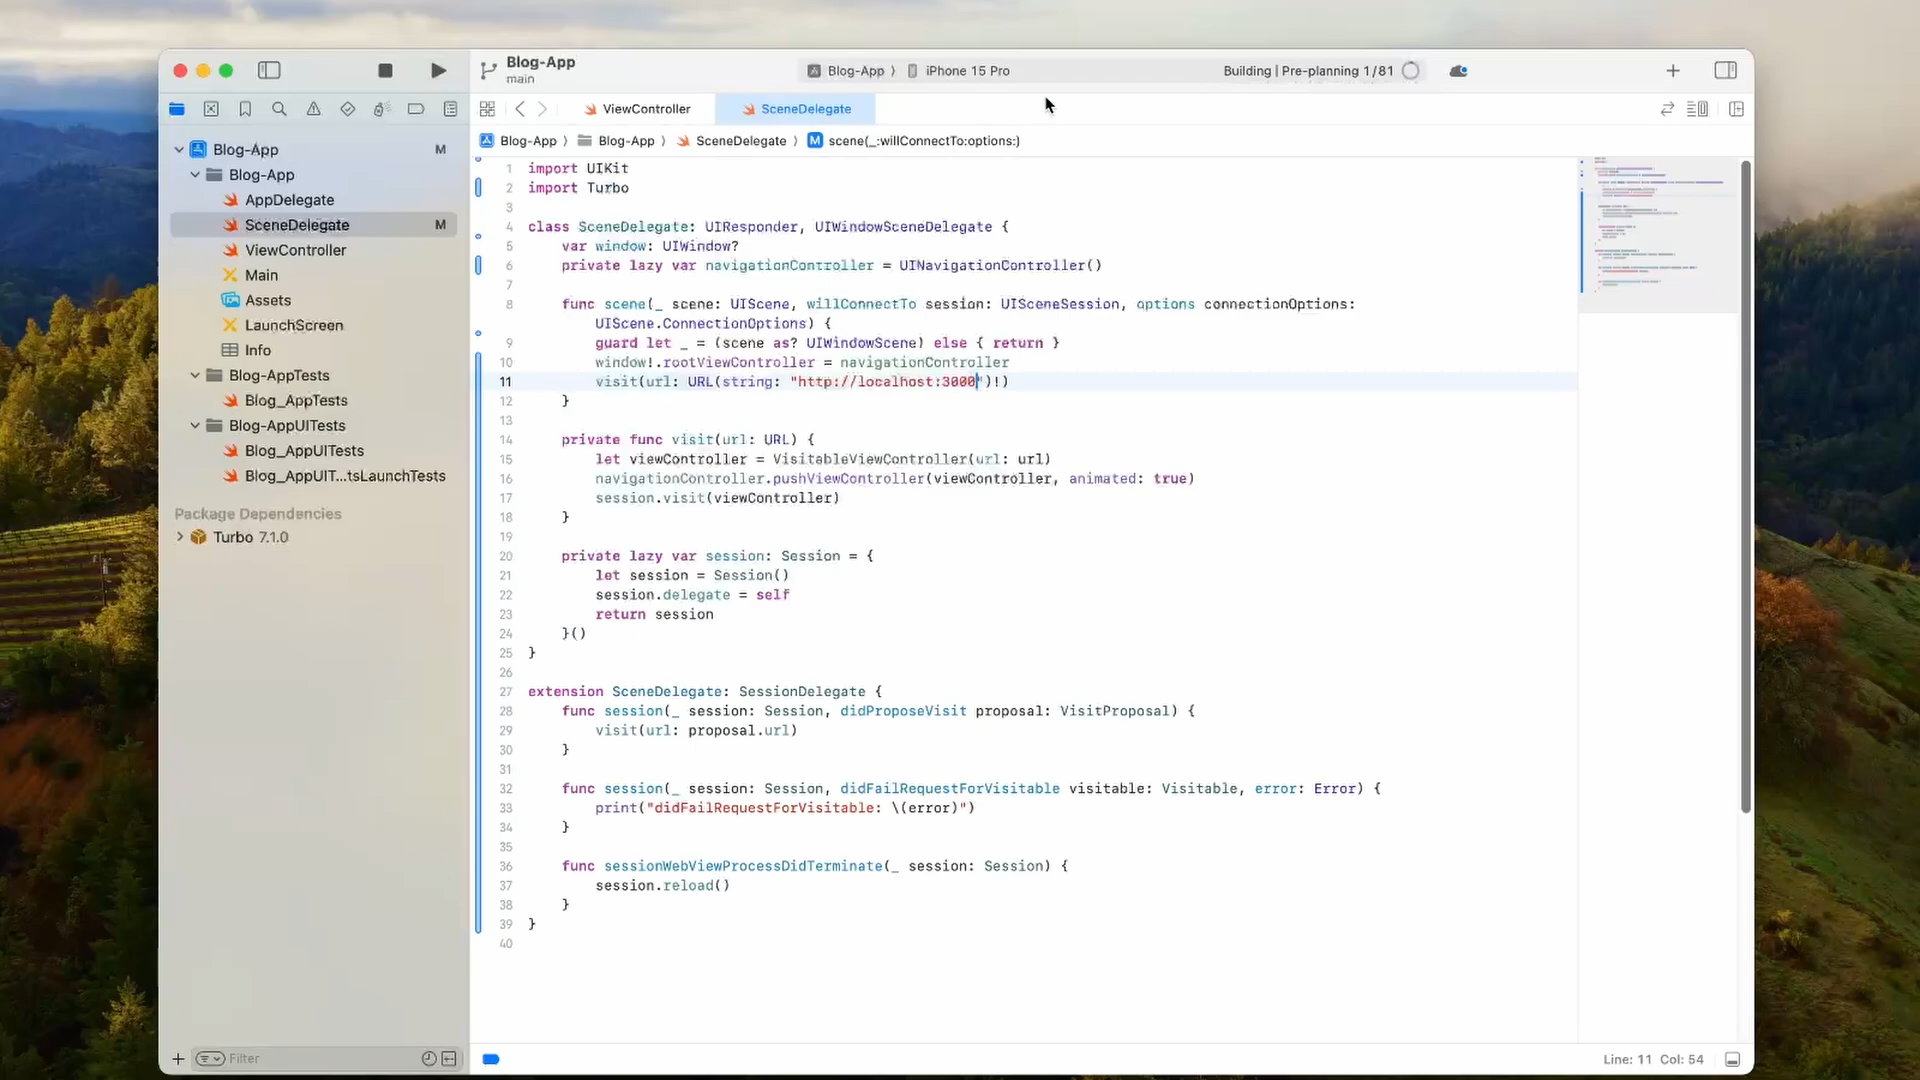 Blog-App
main
Blog-App
iPhone 15 Pro
Building | Pre-planning 1/81
ViewController
SceneDelegate
Blog-App
Blog-App
SceneDelegate
M scene(_:willConnectTo:options:)
Blog-App M
Blog-App
AppDelegate
SceneDelegate M
ViewController
Main
Assets
LaunchScreen
Info
Blog-AppTests
Blog_AppTests
Blog-AppUITests
Blog_AppUITests
Blog_AppUIT...tsLaunchTests
Package Dependencies
Turbo 7.1.0
Filter
1 import UIKit
2 import Turbo
3
4 class SceneDelegate: UIResponder, UIWindowSceneDelegate {
5 var window: UIWindow?
6 private lazy var navigationController = UINavigationController()
7
8 func scene(_ scene: UIScene, willConnectTo session: UISceneSession, options connectionOptions:
UIScene.ConnectionOptions) {
9 guard let _ = (scene as? UIWindowScene) else { return }
10 window!.rootViewController = navigationController
11 visit(url: URL(string: "http://localhost:3000")!)
12 }
13
14 private func visit(url: URL) {
15 let viewController = VisitableViewController(url: url)
16 navigationController.pushViewController(viewController, animated: true)
17 session.visit(viewController)
18 }
19
20 private lazy var session: Session = {
21 let session = Session()
22 session.delegate = self
23 return session
24 }()
25 }
26
27 extension SceneDelegate: SessionDelegate {
28 func session(_ session: Session, didProposeVisit proposal: VisitProposal) {
29 visit(url: proposal.url)
30 }
31
32 func session(_ session: Session, didFailRequestForVisitable visitable: Visitable, error: Error) {
33 print("didFailRequestForVisitable: \(error)")
34 }
35
36 func sessionWebViewProcessDidTerminate(_ session: Session) {
37 session.reload()
38 }
39 }
40
Line: 11 Col: 54